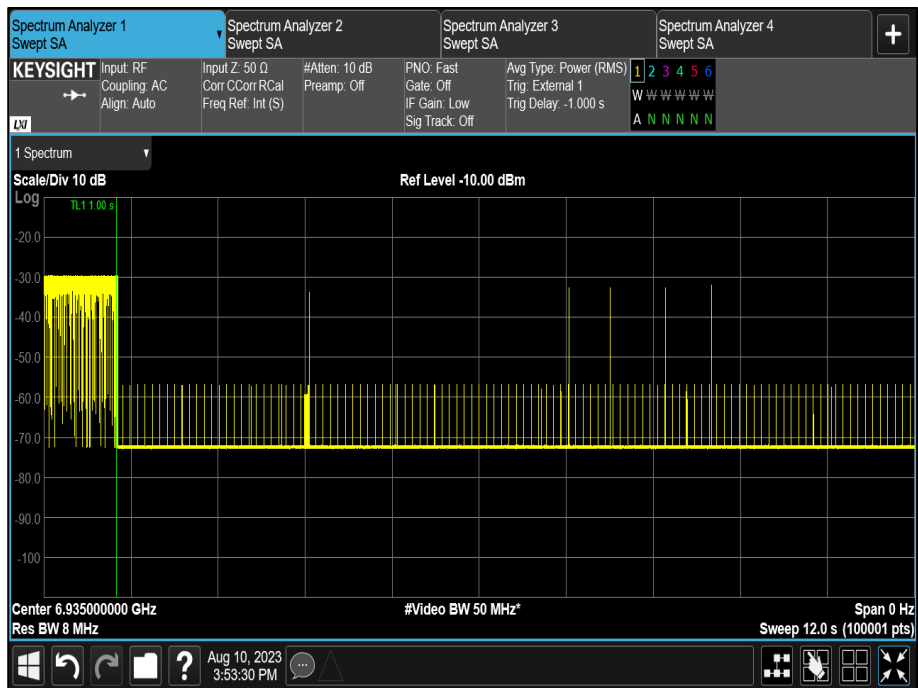 Spectrum Analyzer 1
Swept SA
Spectrum Analyzer 2
Swept SA
Spectrum Analyzer 3
Swept SA
Spectrum Analyzer 4
Swept SA
KEYSIGHT
LXI
Input: RF
Coupling: AC
Align: Auto
Input Z: 50 Ω
Corr CCorr RCal
Freq Ref: Int (S)
#Atten: 10 dB
Preamp: Off
PNO: Fast
Gate: Off
IF Gain: Low
Sig Track: Off
Avg Type: Power (RMS)
Trig: External 1
Trig Delay: -1.000 s
1 2 3 4 5 6
W W W W W W
A N N N N N
1 Spectrum
Scale/Div 10 dB
Ref Level -10.00 dBm
Log
TL1 1.00 s
-20.0
-30.0
-40.0
-50.0
-60.0
-70.0
-80.0
-90.0
-100
Center 6.935000000 GHz
#Video BW 50 MHz*
Span 0 Hz
Res BW 8 MHz
Sweep 12.0 s (100001 pts)
?
Aug 10, 2023
3:53:30 PM